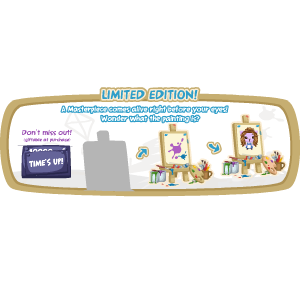 LIMITED EDITION!
A Masterpiece comes alive right before your eyes!
Wonder what the painting is?
Don't miss out!
TIME'S UP!